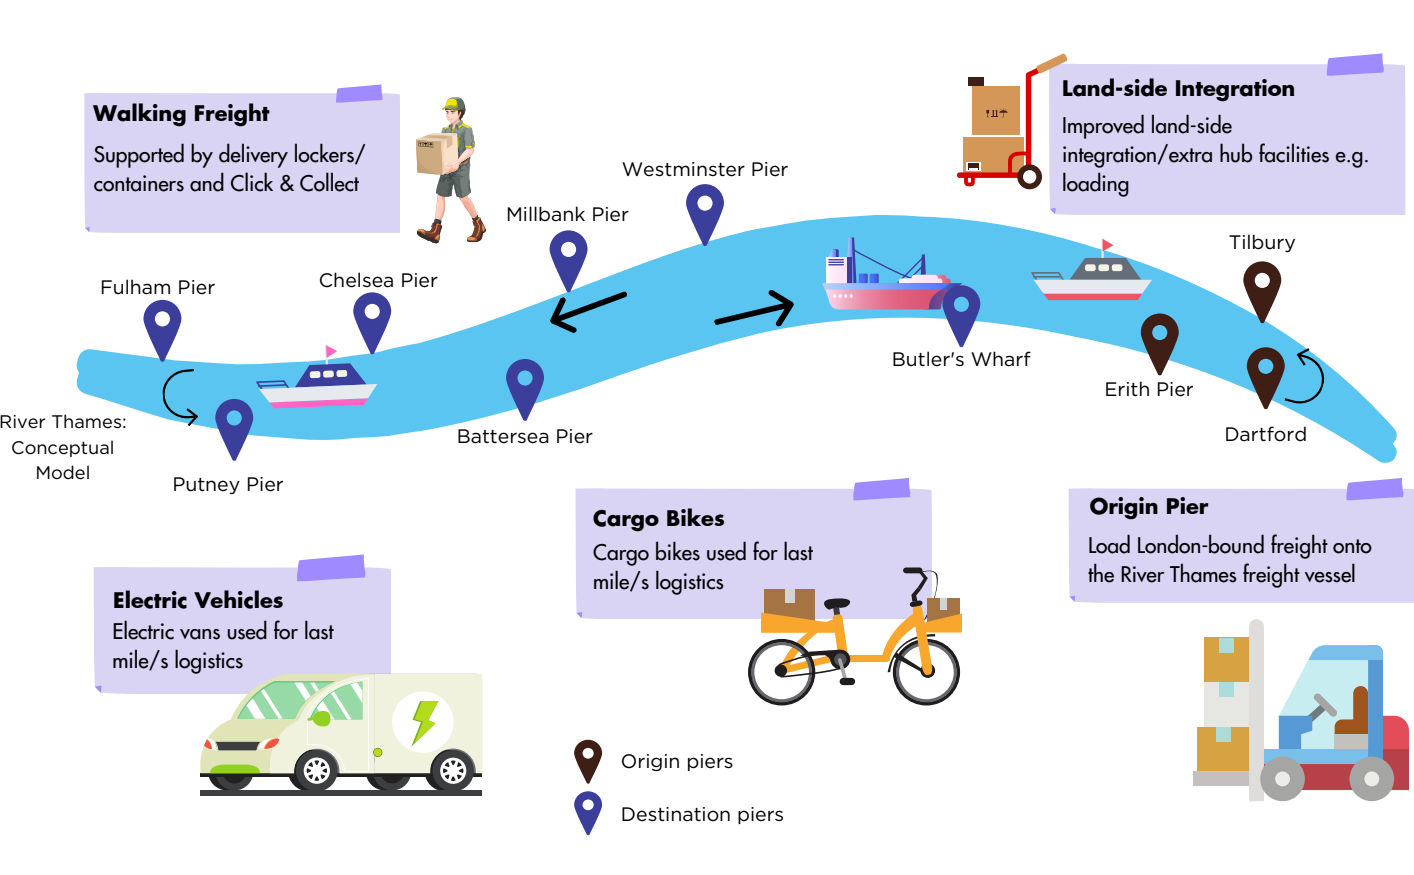 Walking Freight
Supported by delivery lockers/
containers and Click & Collect
Land-side Integration
Improved land-side
integration/extra hub facilities e.g.
loading
Westminster Pier
Millbank Pier
Tilbury
Chelsea Pier
Fulham Pier
Butler's Wharf
Erith Pier
River Thames:
Conceptual
Model
Battersea Pier
Dartford
Putney Pier
Cargo Bikes
Cargo bikes used for last
mile/s logistics
Origin Pier
Load London-bound freight onto
the River Thames freight vessel
Electric Vehicles
Electric vans used for last
mile/s logistics
Origin piers
Destination piers